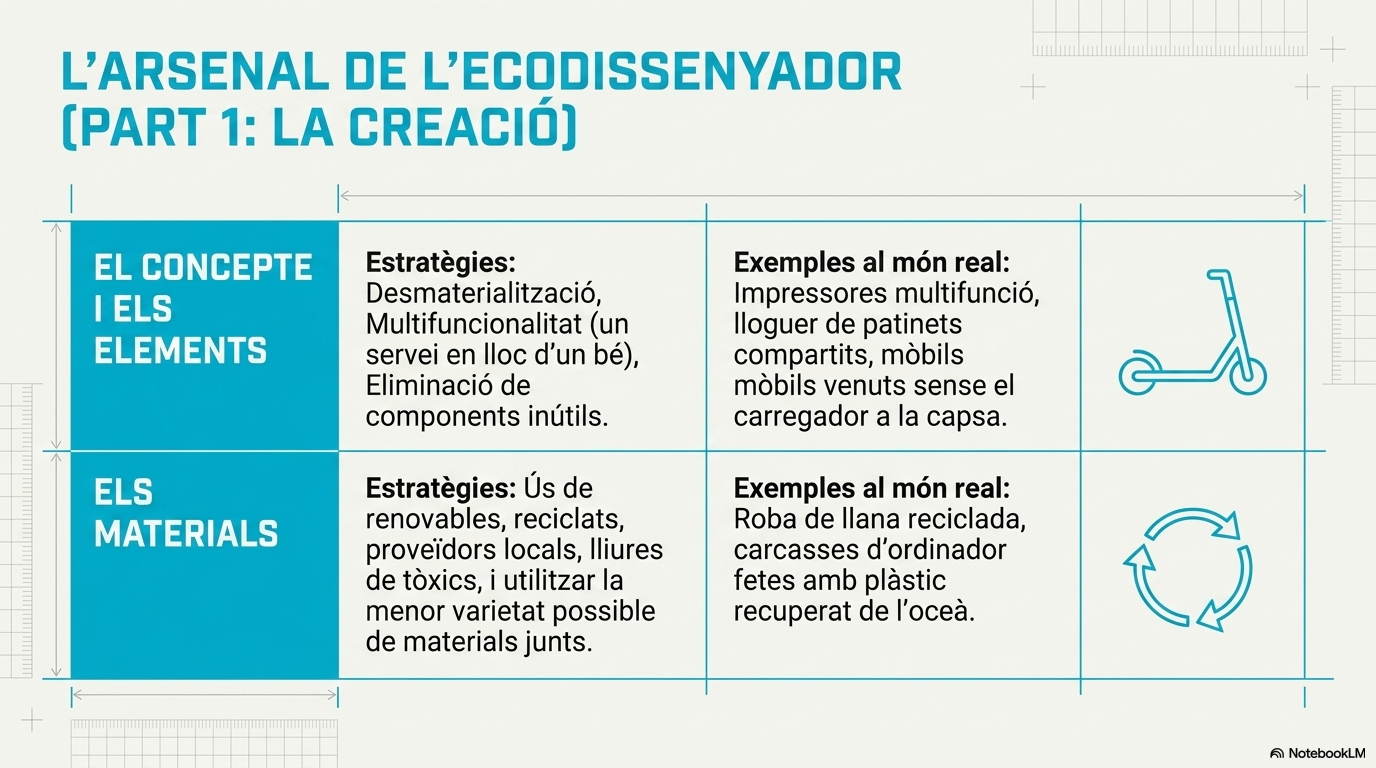 L’ARSENAL DE L’ECODISSENYADOR
(PART 1: LA CREACIÓ)
EL CONCEPTE
I ELS
ELEMENTS
Estratègies:
Desmaterialització,
Multifuncionalitat (un
servei en lloc d’un bé),
Eliminació de
components inútils.
Exemples al món real:
Impressores multifunció,
lloguer de patinets
compartits, mòbils
mòbils venuts sense el
carregador a la capsa.
ELS
MATERIALS
Estratègies: Ús de
renovables, reciclats,
proveïdors locals, lliures
de tòxics, i utilitzar la
menor varietat possible
de materials junts.
Exemples al món real:
Roba de llana reciclada,
carcasses d’ordinador
fetes amb plàstic
recuperat de l’oceà.
NotebookLM